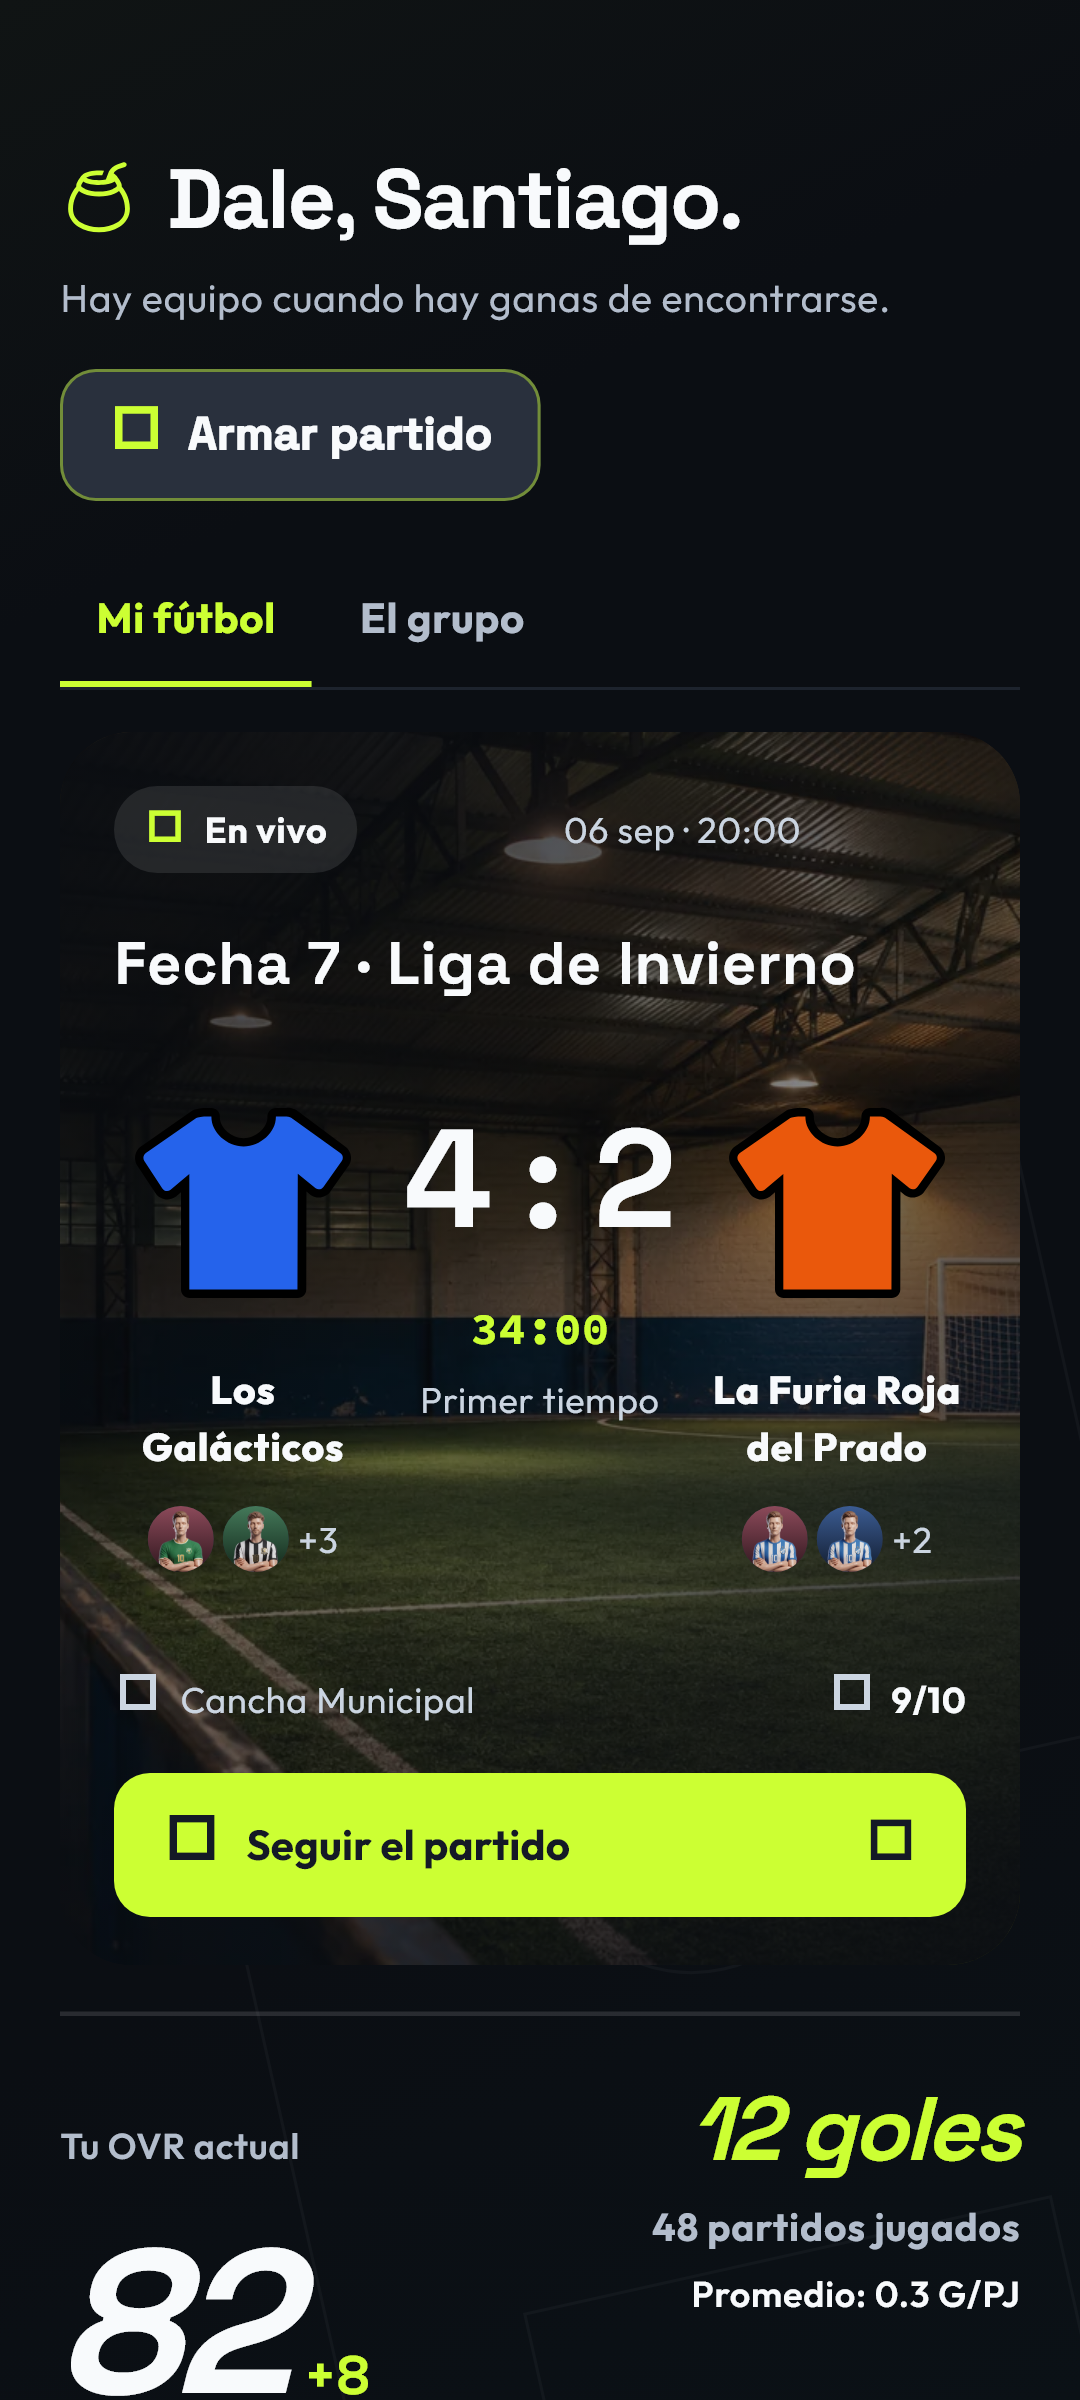 Dale, Santiago.
Hay equipo cuando hay ganas de encontrarse.
Armar partido
Mi fútbol
El grupo
En vivo
06 sep · 20:00
Fecha 7 · Liga de Invierno
4 : 2
34:00
Primer tiempo
Los
Galácticos
La Furia Roja
del Prado
+3
+2
Cancha Municipal
9/10
Seguir el partido
Tu OVR actual
82
+8
12 goles
48 partidos jugados
Promedio: 0.3 G/PJ